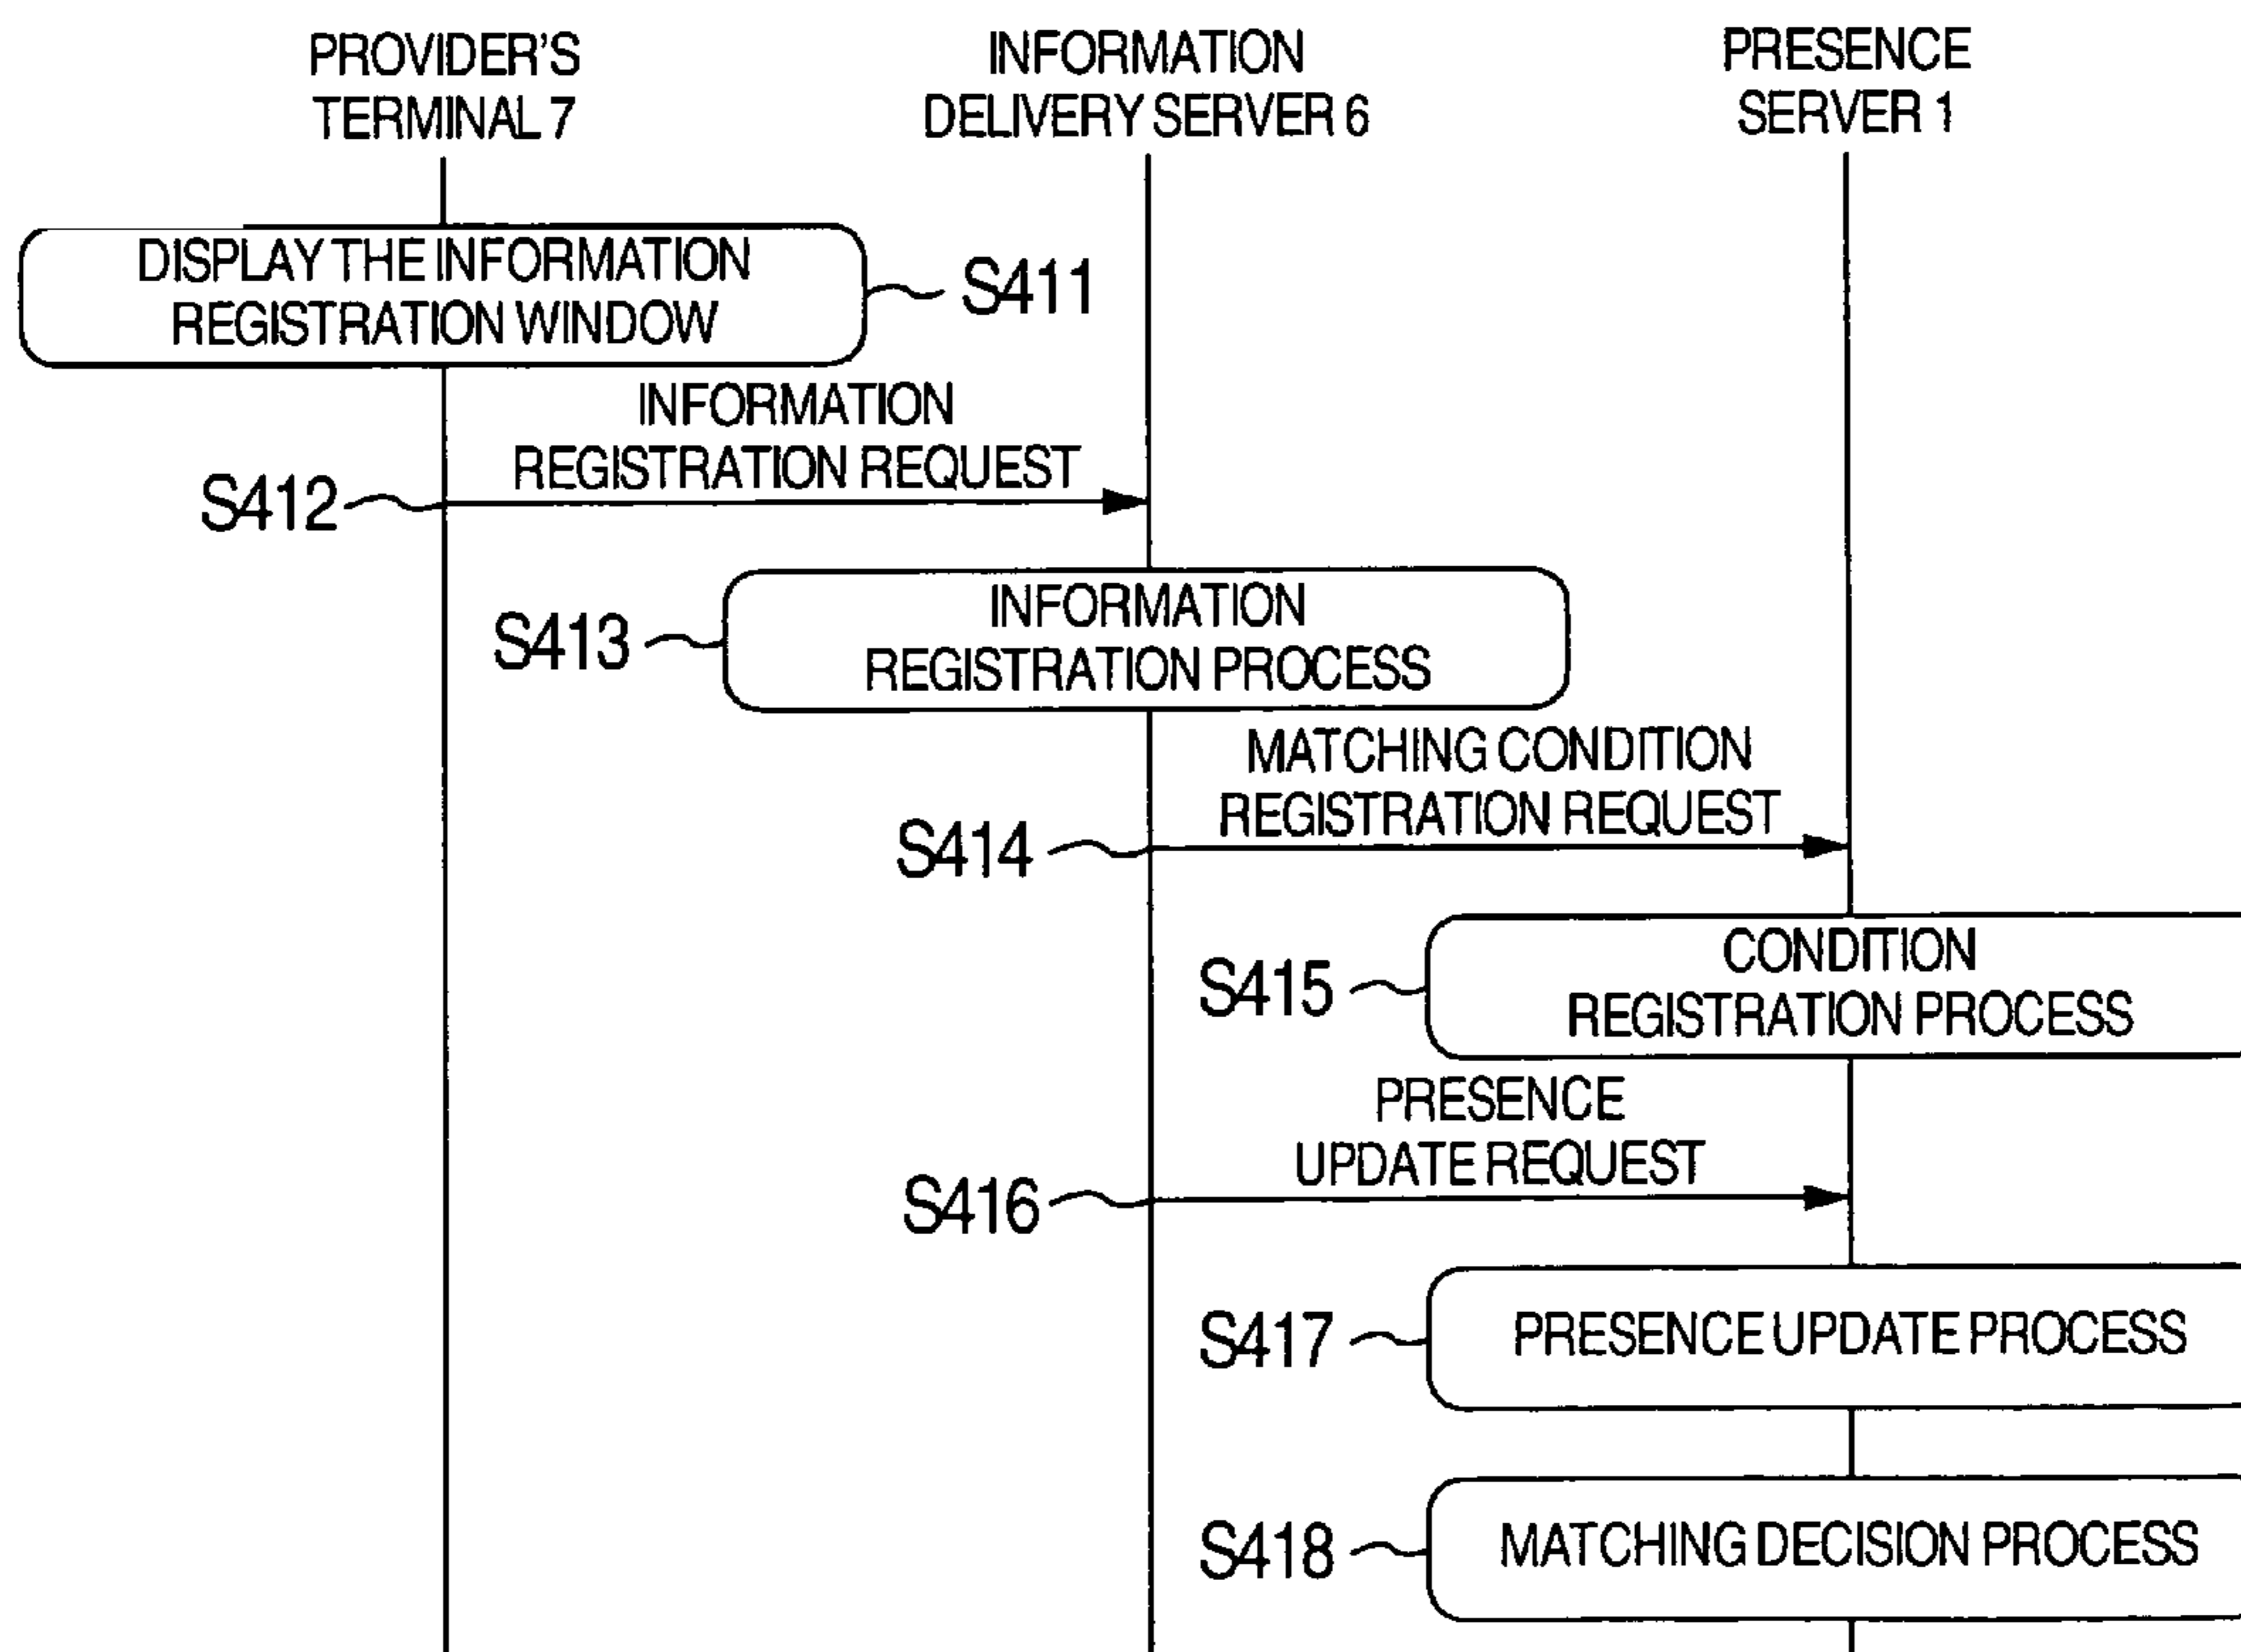 PROVIDER'S
TERMINAL 7
INFORMATION
DELIVERY SERVER 6
PRESENCE
SERVER 1
DISPLAY THE INFORMATION
REGISTRATION WINDOW
S411
INFORMATION
REGISTRATION REQUEST
S412
INFORMATION
REGISTRATION PROCESS
S413
MATCHING CONDITION
REGISTRATION REQUEST
S414
CONDITION
REGISTRATION PROCESS
S415
PRESENCE
UPDATE REQUEST
S416
S417
PRESENCE UPDATE PROCESS
S418
MATCHING DECISION PROCESS